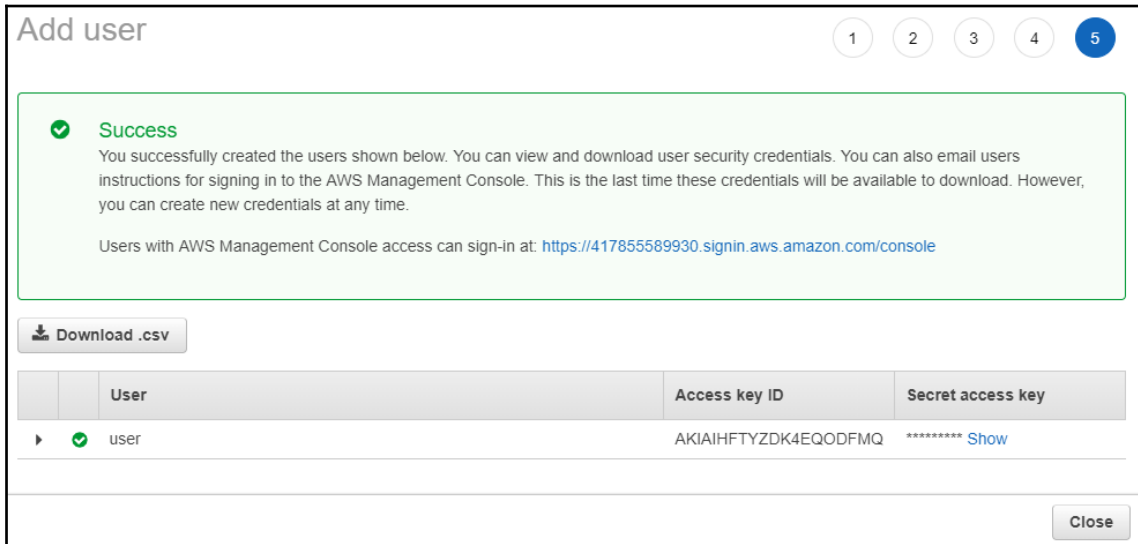 Add user
1 2 3 4 5
Success
You successfully created the users shown below. You can view and download user security credentials. You can also email users
instructions for signing in to the AWS Management Console. This is the last time these credentials will be available to download. However,
you can create new credentials at any time.
Users with AWS Management Console access can sign-in at: https://417855589930.signin.aws.amazon.com/console
Download .csv
User Access key ID Secret access key
user AKIAIHFTYZDK4EQODFMQ ********* Show
Close